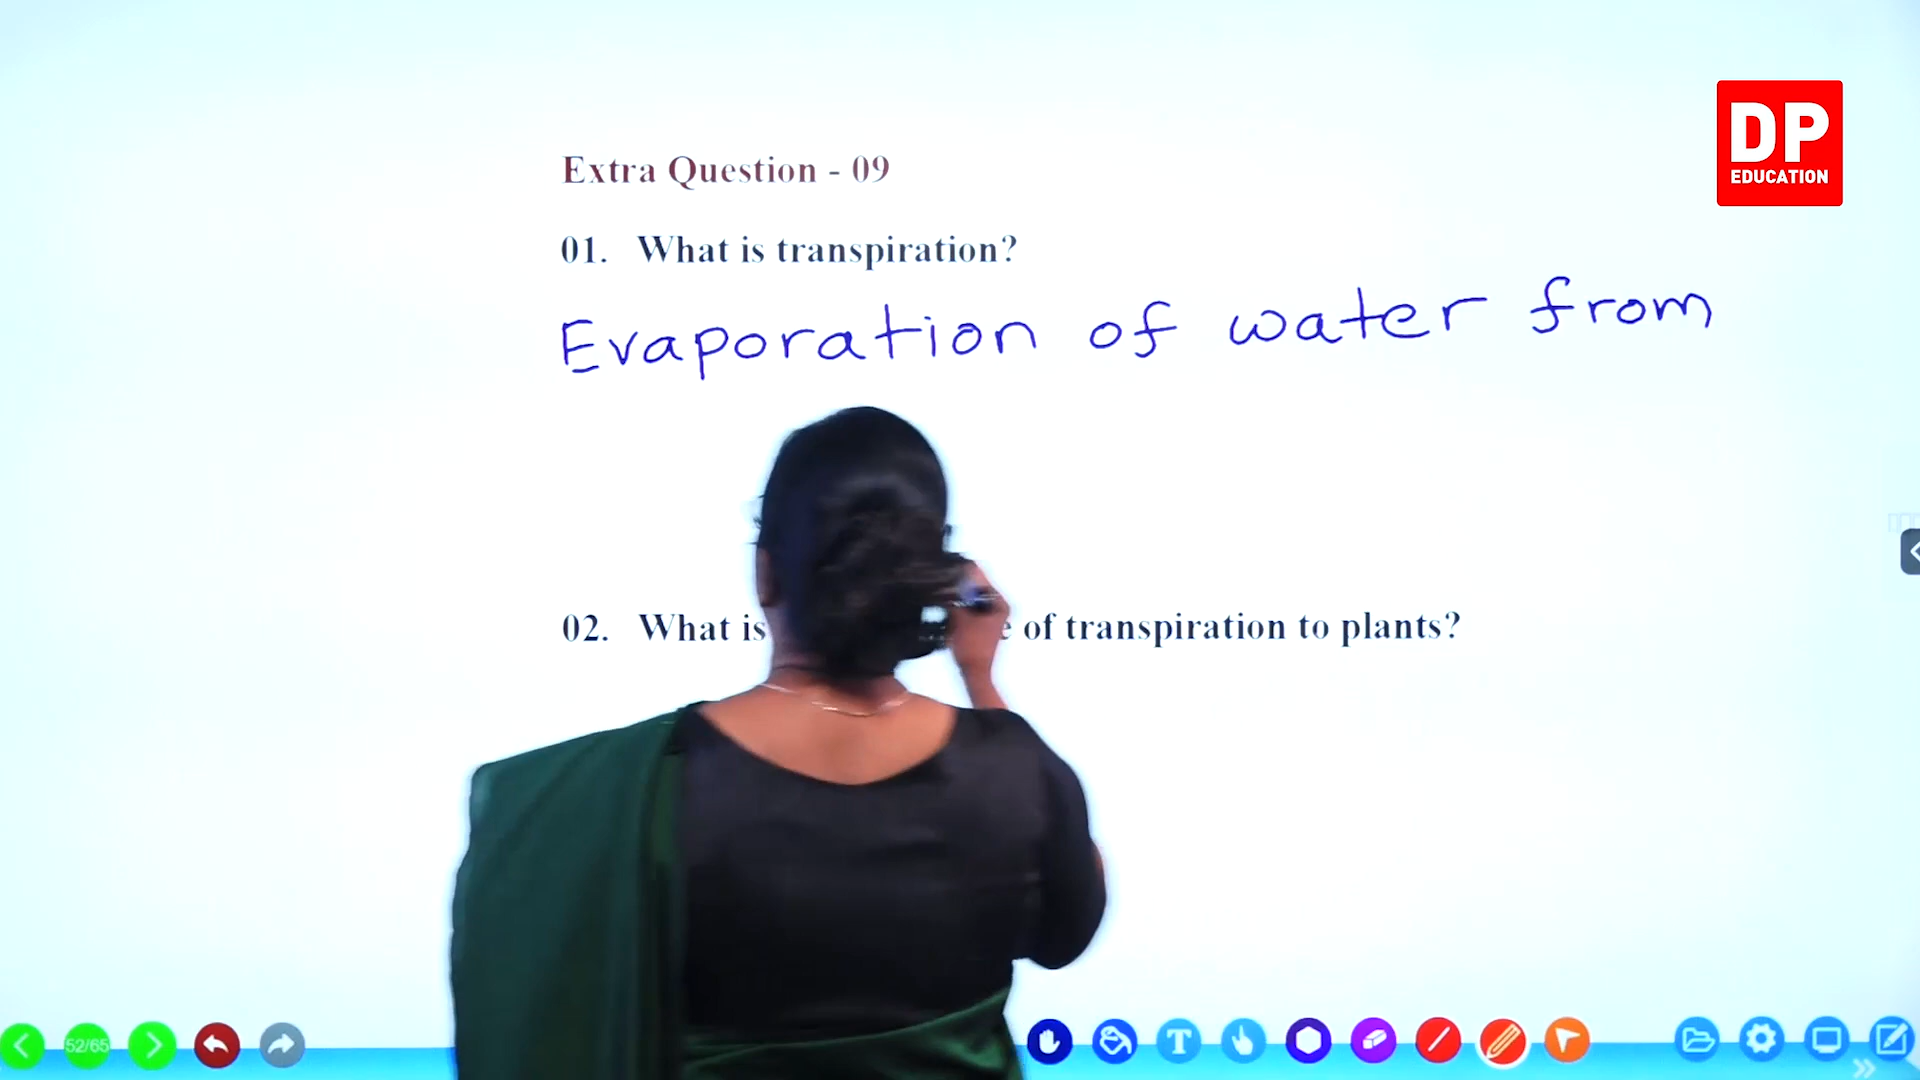 DP
EDUCATION
Extra Question - 09
01. What is transpiration?
Evaporation of water from
02. What is of transpiration to plants?
52/65
T